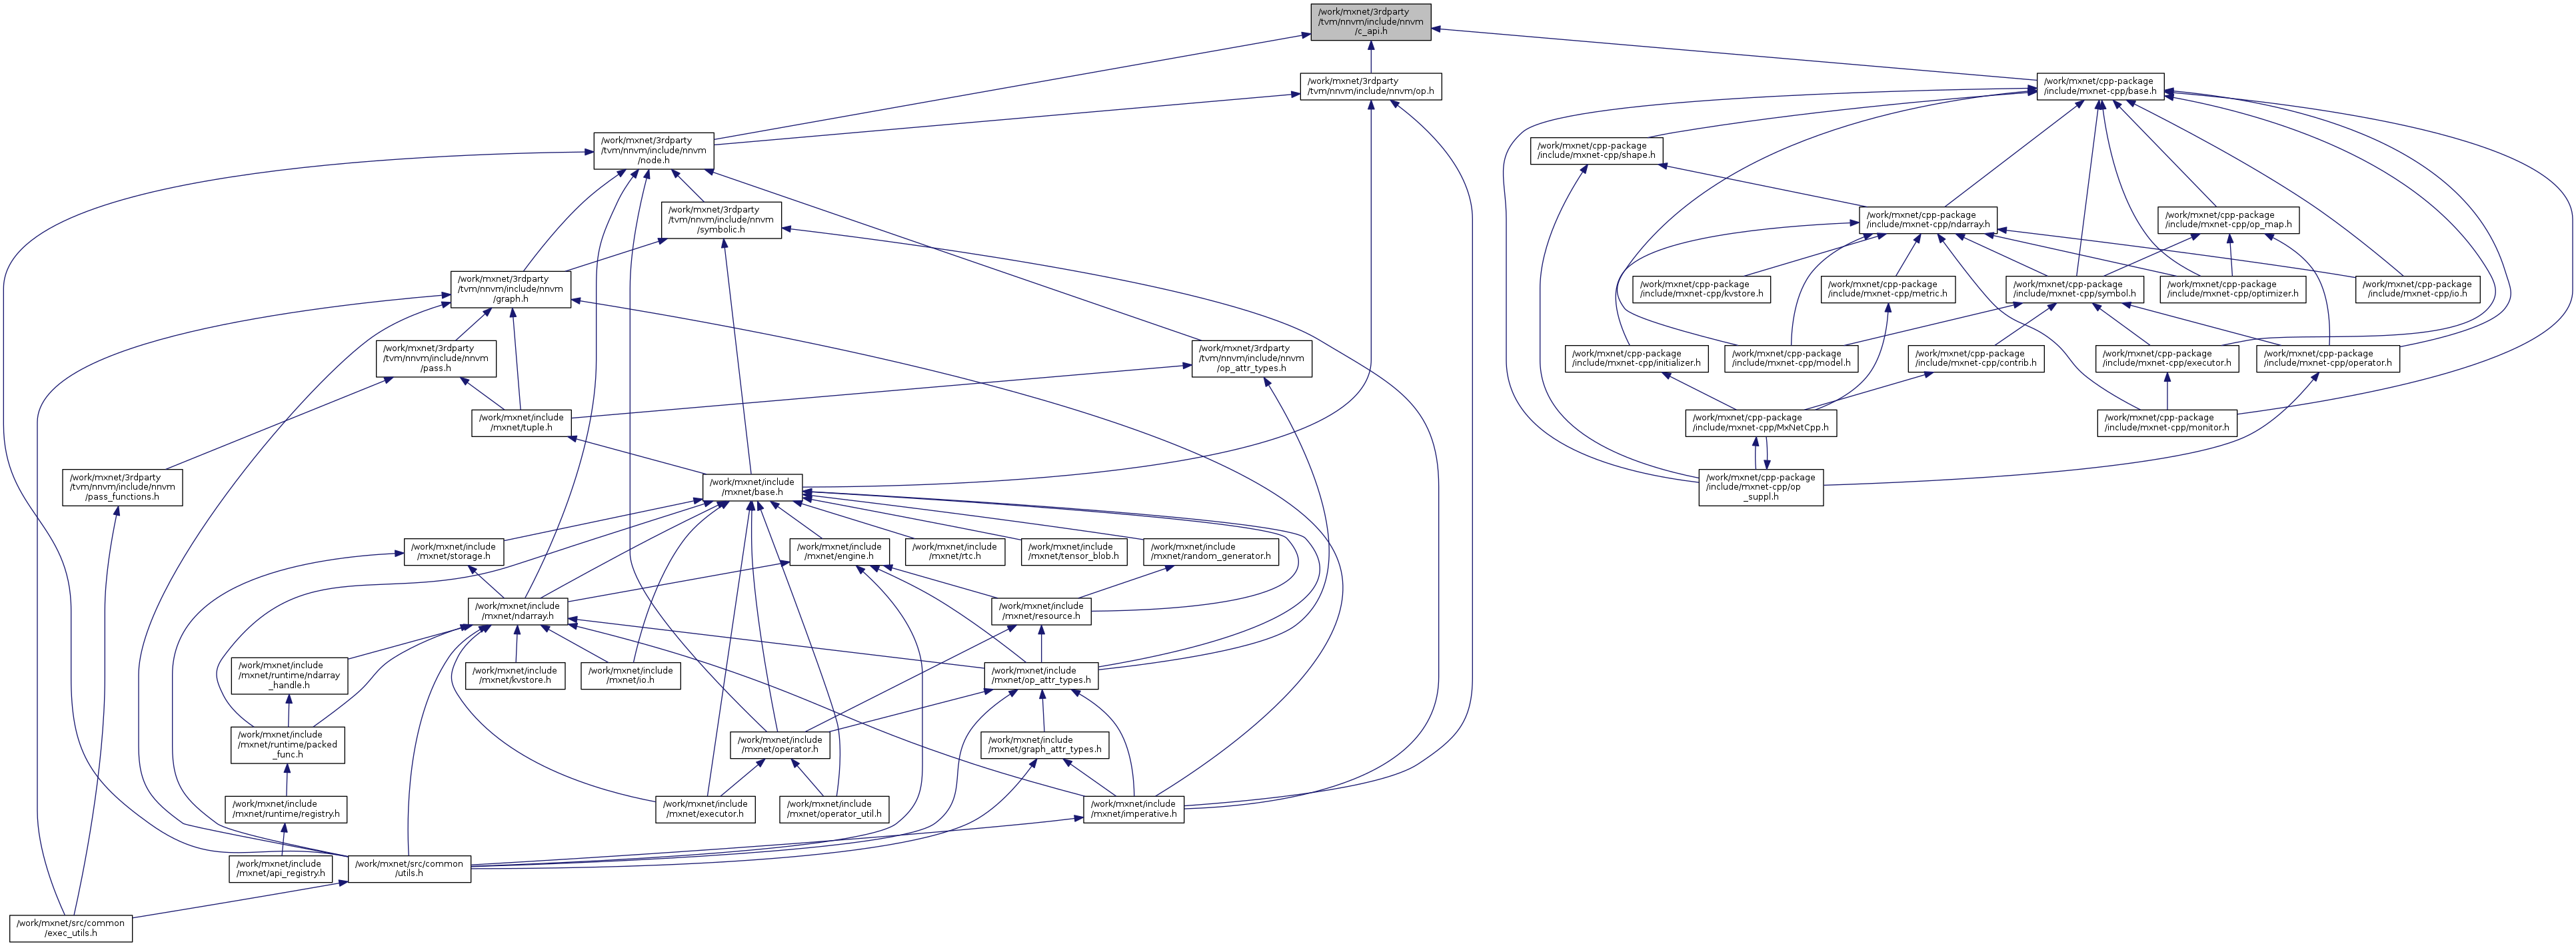 /work/mxnet/3rdparty
/tvm/nnvm/include/nnvm
/c_api.h
/work/mxnet/3rdparty
/tvm/nnvm/include/nnvm/op.h
/work/mxnet/cpp-package
/include/mxnet-cpp/base.h
/work/mxnet/3rdparty
/tvm/nnvm/include/nnvm
/node.h
/work/mxnet/cpp-package
/include/mxnet-cpp/shape.h
/work/mxnet/3rdparty
/tvm/nnvm/include/nnvm
/symbolic.h
/work/mxnet/cpp-package
/include/mxnet-cpp/ndarray.h
/work/mxnet/cpp-package
/include/mxnet-cpp/op_map.h
/work/mxnet/3rdparty
/tvm/nnvm/include/nnvm
/graph.h
/work/mxnet/cpp-package
/include/mxnet-cpp/kvstore.h
/work/mxnet/cpp-package
/include/mxnet-cpp/metric.h
/work/mxnet/cpp-package
/include/mxnet-cpp/symbol.h
/work/mxnet/cpp-package
/include/mxnet-cpp/optimizer.h
/work/mxnet/cpp-package
/include/mxnet-cpp/io.h
/work/mxnet/3rdparty
/tvm/nnvm/include/nnvm
/pass.h
/work/mxnet/3rdparty
/tvm/nnvm/include/nnvm
/op_attr_types.h
/work/mxnet/cpp-package
/include/mxnet-cpp/initializer.h
/work/mxnet/cpp-package
/include/mxnet-cpp/model.h
/work/mxnet/cpp-package
/include/mxnet-cpp/contrib.h
/work/mxnet/cpp-package
/include/mxnet-cpp/executor.h
/work/mxnet/cpp-package
/include/mxnet-cpp/operator.h
/work/mxnet/include
/mxnet/tuple.h
/work/mxnet/cpp-package
/include/mxnet-cpp/MxNetCpp.h
/work/mxnet/cpp-package
/include/mxnet-cpp/monitor.h
/work/mxnet/3rdparty
/tvm/nnvm/include/nnvm
/pass_functions.h
/work/mxnet/include
/mxnet/base.h
/work/mxnet/cpp-package
/include/mxnet-cpp/op
_suppl.h
/work/mxnet/include
/mxnet/storage.h
/work/mxnet/include
/mxnet/engine.h
/work/mxnet/include
/mxnet/rtc.h
/work/mxnet/include
/mxnet/tensor_blob.h
/work/mxnet/include
/mxnet/random_generator.h
/work/mxnet/include
/mxnet/ndarray.h
/work/mxnet/include
/mxnet/resource.h
/work/mxnet/include
/mxnet/runtime/ndarray
_handle.h
/work/mxnet/include
/mxnet/kvstore.h
/work/mxnet/include
/mxnet/io.h
/work/mxnet/include
/mxnet/op_attr_types.h
/work/mxnet/include
/mxnet/runtime/packed
_func.h
/work/mxnet/include
/mxnet/operator.h
/work/mxnet/include
/mxnet/graph_attr_types.h
/work/mxnet/include
/mxnet/runtime/registry.h
/work/mxnet/include
/mxnet/executor.h
/work/mxnet/include
/mxnet/operator_util.h
/work/mxnet/include
/mxnet/imperative.h
/work/mxnet/include
/mxnet/api_registry.h
/work/mxnet/src/common
/utils.h
/work/mxnet/src/common
/exec_utils.h